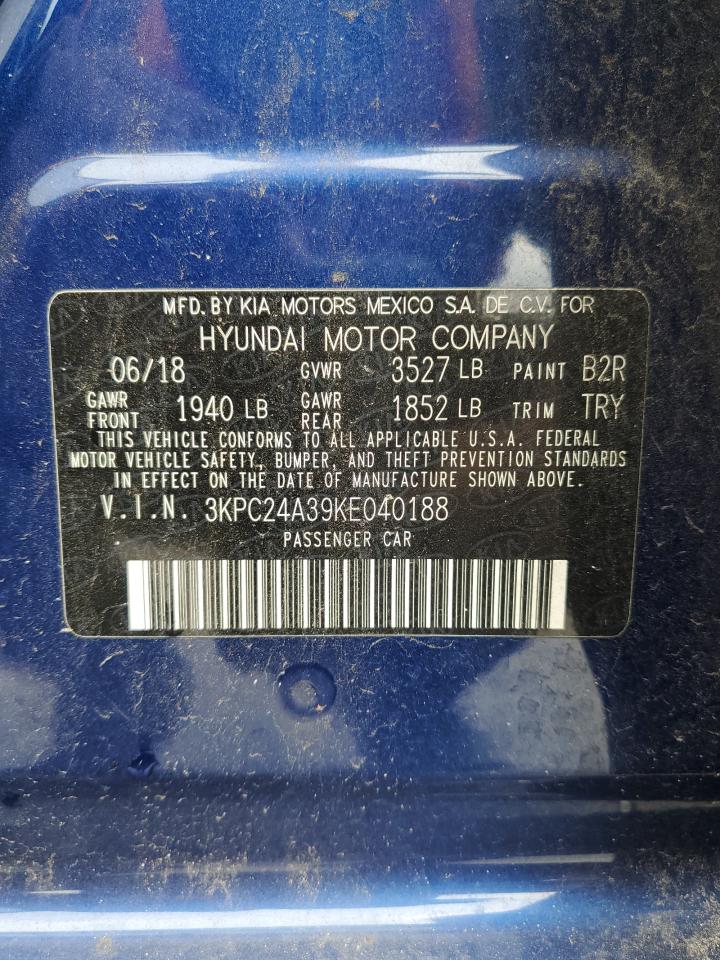 MFD. BY KIA MOTORS MEXICO S.A. DE C.V. FOR
HYUNDAI MOTOR COMPANY
06/18 GVWR 3527 LB PAINT B2R
GAWR FRONT 1940 LB GAWR REAR 1852 LB TRIM TRY
THIS VEHICLE CONFORMS TO ALL APPLICABLE U.S.A. FEDERAL
MOTOR VEHICLE SAFETY, BUMPER, AND THEFT PREVENTION STANDARDS
IN EFFECT ON THE DATE OF MANUFACTURE SHOWN ABOVE.
V.I.N. 3KPC24A39KE040188
PASSENGER CAR